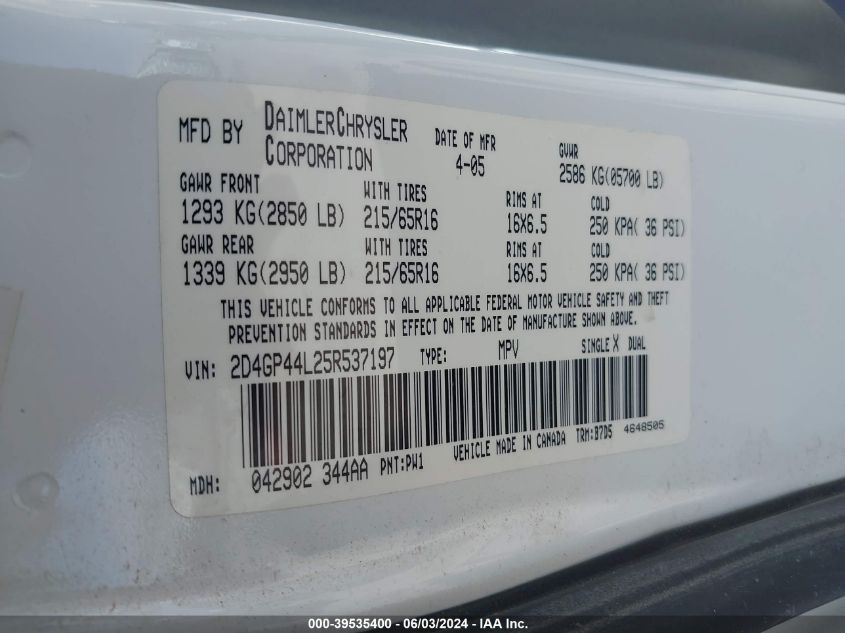 MFD BY DAIMLERCHRYSLER CORPORATION DATE OF MFR 4-05 GVWR 2586 KG(05700 LB)
GAWR FRONT WITH TIRES RIMS AT COLD
1293 KG(2850 LB) 215/65R16 16X6.5 250 KPA( 36 PSI)
GAWR REAR WITH TIRES RIMS AT COLD
1339 KG(2950 LB) 215/65R16 16X6.5 250 KPA( 36 PSI)
THIS VEHICLE CONFORMS TO ALL APPLICABLE FEDERAL MOTOR VEHICLE SAFETY AND THEFT
PREVENTION STANDARDS IN EFFECT ON THE DATE OF MANUFACTURE SHOWN ABOVE.
VIN: 2D4GP44L25R537197 TYPE: MPV SINGLE X DUAL
MDH: 042902 344AA PNT:PW1 VEHICLE MADE IN CANADA TRM:B7D5 4648505
000-39535400 - 06/03/2024 - IAAI Inc.